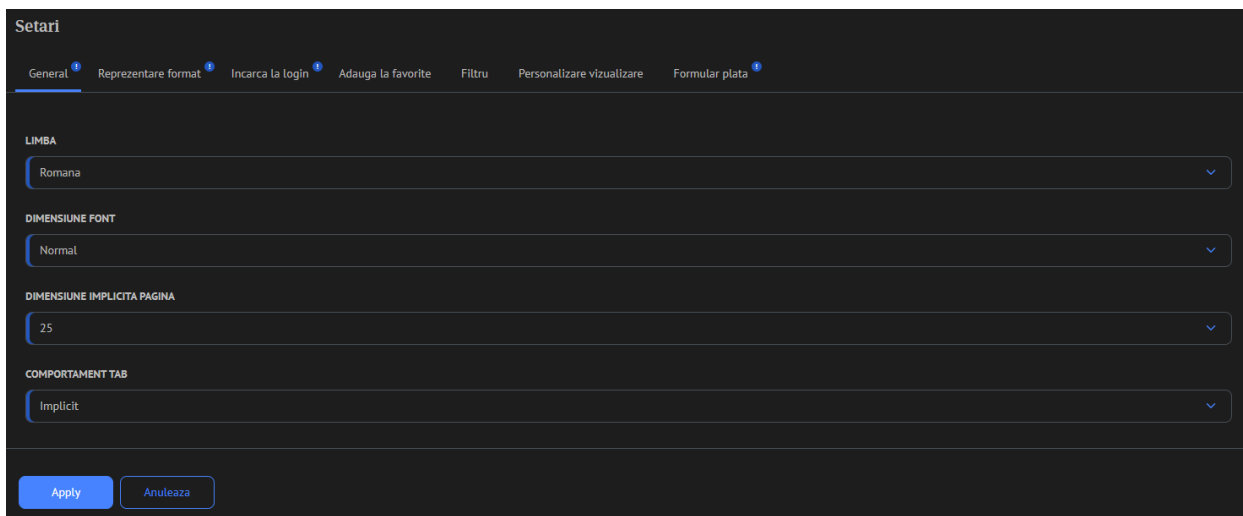 Setari
General Reprezentare format Incarca la login Adauga la favorite Filtru Personalizare vizualizare Formular plata
LIMBA
Romana
DIMENSIUNE FONT
Normal
DIMENSIUNE IMPLICITA PAGINA
25
COMPORTAMENT TAB
Implicit
Apply Anuleaza